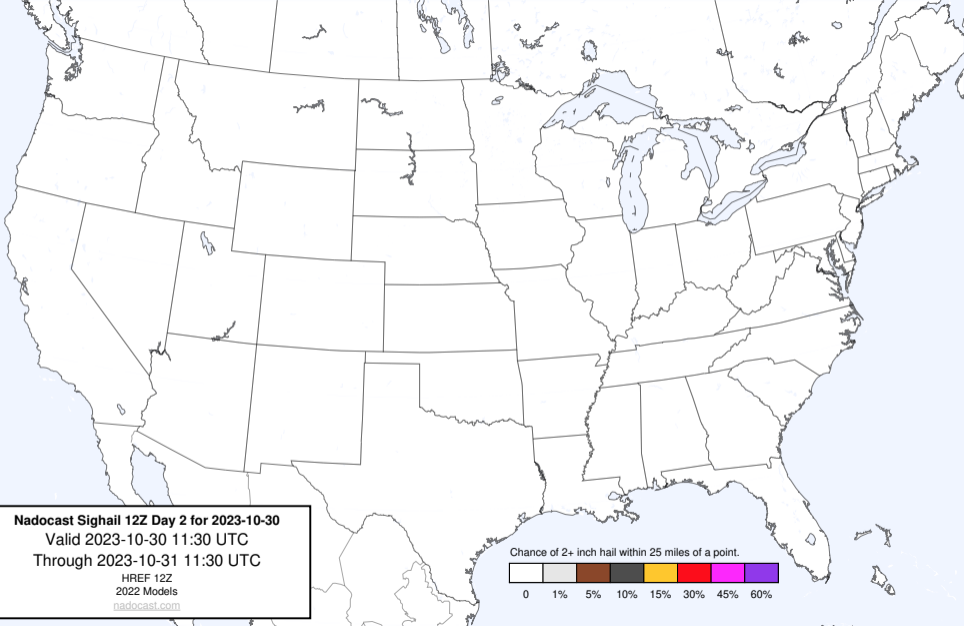 Nadocast Sighail 12Z Day 2 for 2023-10-30
Valid 2023-10-30 11:30 UTC
Through 2023-10-31 11:30 UTC
HREF 12Z
2022 Models
nadocast.com
Chance of 2+ inch hail within 25 miles of a point.
0 1% 5% 10% 15% 30% 45% 60%